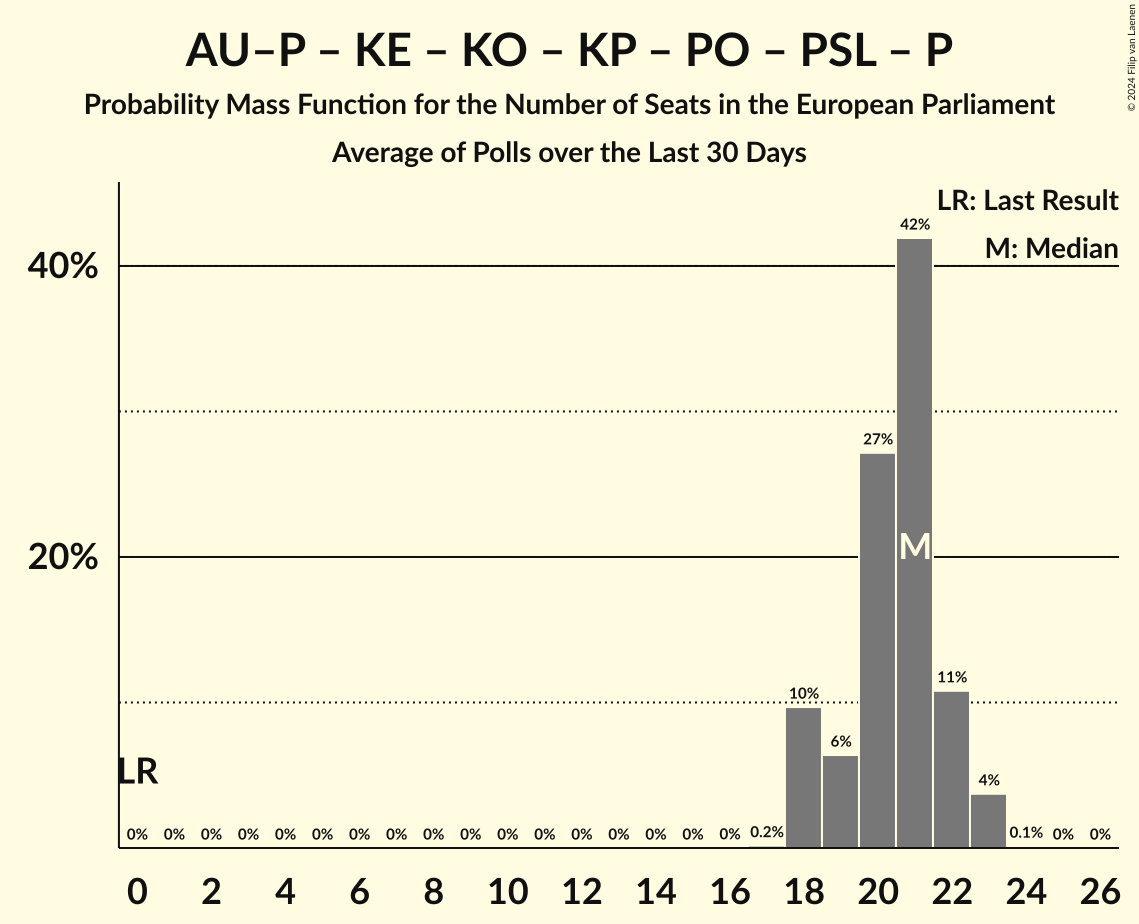 AU–P – KE – KO – KP – PO – PSL – P
Probability Mass Function for the Number of Seats in the European Parliament
Average of Polls over the Last 30 Days
© 2024 Filip van Laenen
LR: Last Result
M: Median
42%
40%
27%
20%
M
11%
10%
6%
4%
LR
0% 0% 0% 0% 0% 0% 0% 0% 0% 0% 0% 0% 0% 0% 0% 0% 0% 0.2% 0.1% 0% 0%
0 2 4 6 8 10 12 14 16 18 20 22 24 26